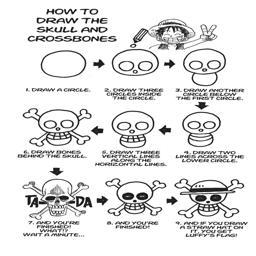 HOW TO
DRAW THE
SKULL AND
CROSSBONES
1. DRAW A CIRCLE.
2. DRAW THREE
CIRCLES INSIDE
THE CIRCLE.
3. DRAW ANOTHER
CIRCLE BELOW
THE FIRST CIRCLE.
4. DRAW TWO
LINES ACROSS THE
LOWER CIRCLE.
5. DRAW THREE
VERTICAL LINES
ALONG THE
HORIZONTAL LINES.
6. DRAW BONES
BEHIND THE SKULL.
TA-DA
7. AND YOU'RE
FINISHED!
WHAT!?
WAIT A MINUTE...
8. AND YOU'RE
FINISHED!
9. AND IF YOU DRAW
A STRAW HAT ON
IT, YOU GET
LUFFY'S FLAG!